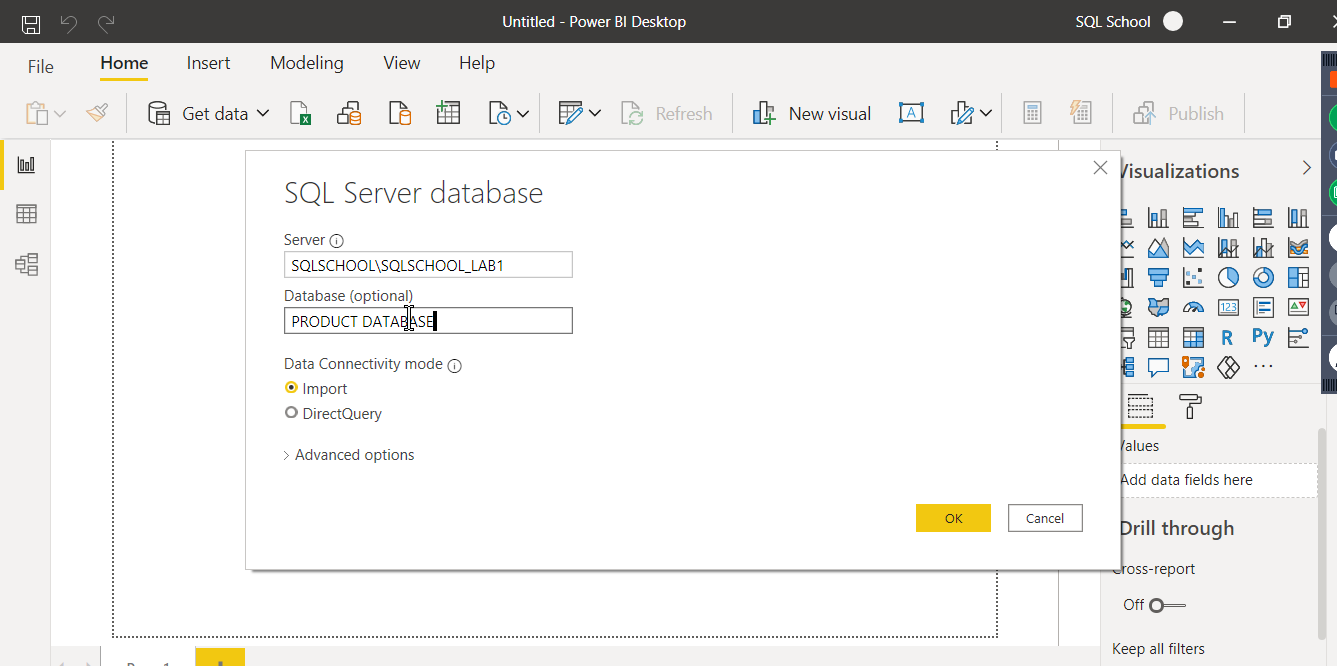 Untitled - Power BI Desktop
SQL School
File
Home
Insert
Modeling
View
Help
Get data
Refresh
New visual
Publish
SQL Server database
Server
SQLSCHOOL\SQLSCHOOL_LAB1
Database (optional)
PRODUCT DATABASE
Data Connectivity mode
Import
DirectQuery
Advanced options
OK
Cancel
Visualizations
123
R
Py
Values
Add data fields here
Drill through
Cross-report
Off
Keep all filters